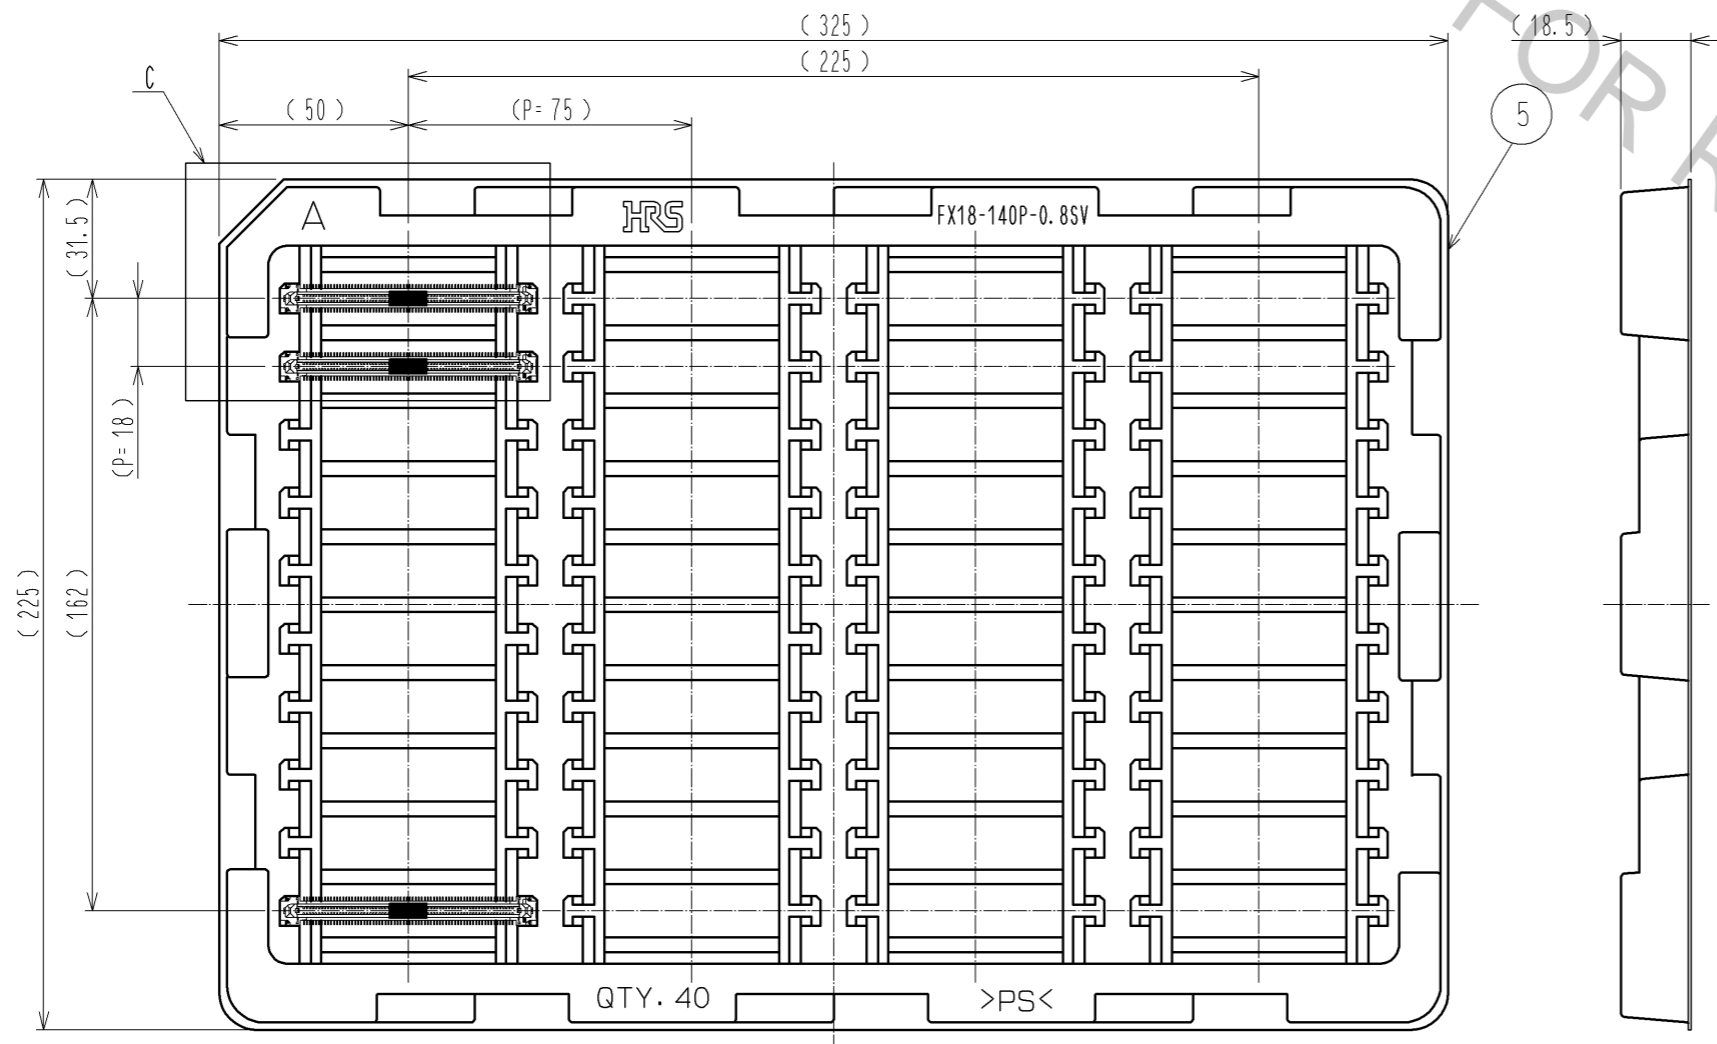 ( 325 )
( 18. 5 )
FOR R
( 225 )
C
( 50 )
(P= 75 )
5
( 31. 5 )
A
HRS
FX18-140P-0. 8SV
(P= 18 )
( 225 )
( 162 )
QTY. 40
>PS<